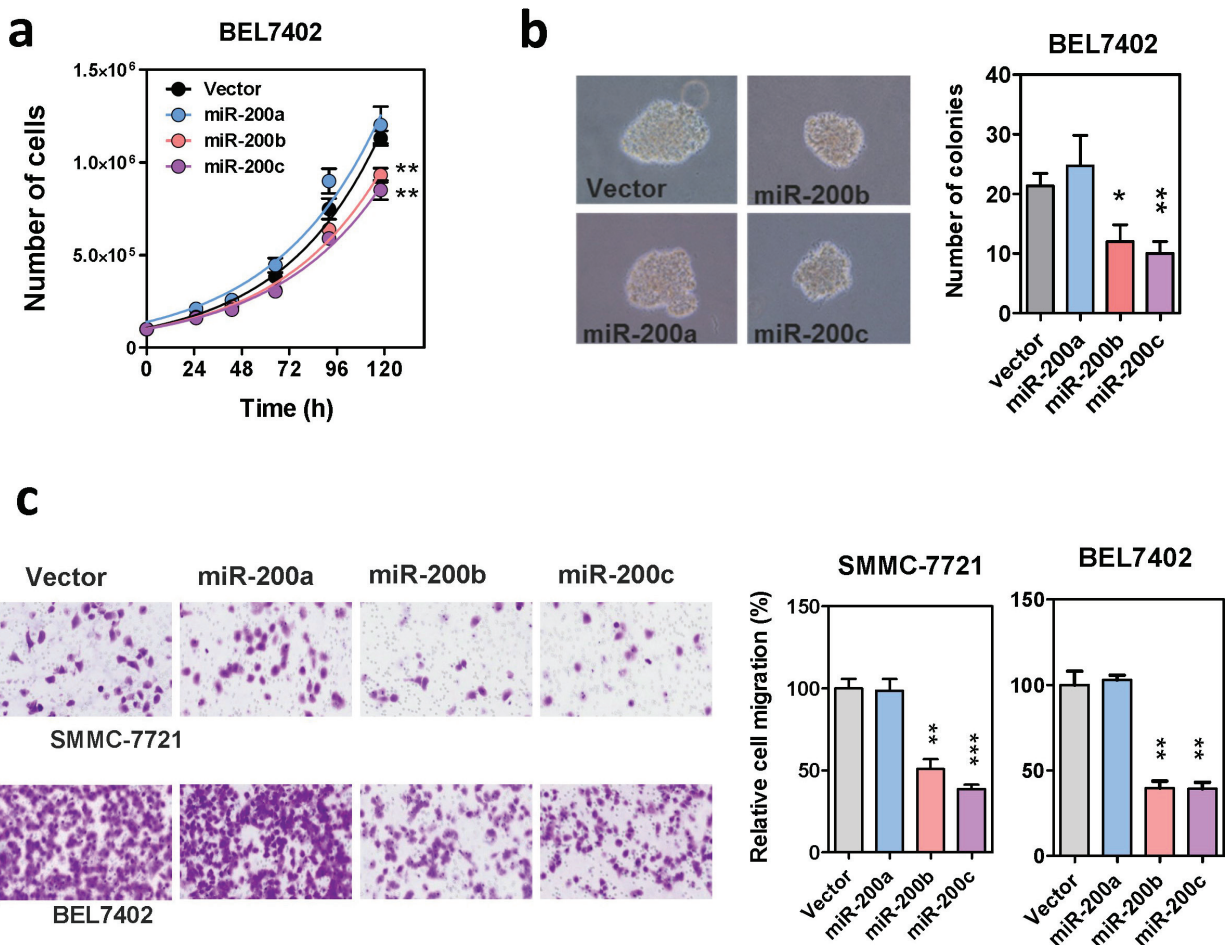 a
BEL7402
Number of cells
1.5×10⁶
1.0×10⁶
5.0×10⁵
0
Vector
miR-200a
miR-200b
miR-200c
**
**
0 24 48 72 96 120
Time (h)
b
Vector
miR-200b
miR-200a
miR-200c
BEL7402
Number of colonies
40
30
20
10
0
*
**
vector
miR-200a
miR-200b
miR-200c
c
Vector miR-200a miR-200b miR-200c
SMMC-7721
BEL7402
SMMC-7721
Relative cell migration (%)
150
100
50
0
**
***
Vector
miR-200a
miR-200b
miR-200c
BEL7402
150
100
50
0
**
**
Vector
miR-200a
miR-200b
miR-200c